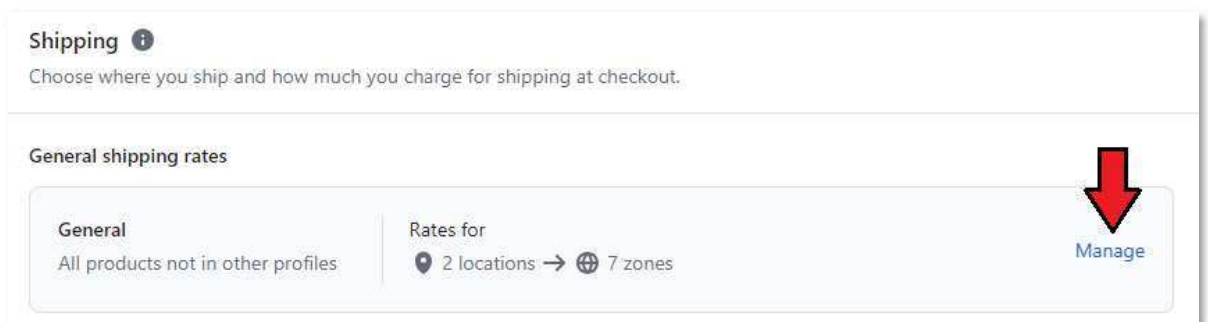 Shipping
Choose where you ship and how much you charge for shipping at checkout.
General shipping rates
General
All products not in other profiles
Rates for
2 locations → 7 zones
Manage